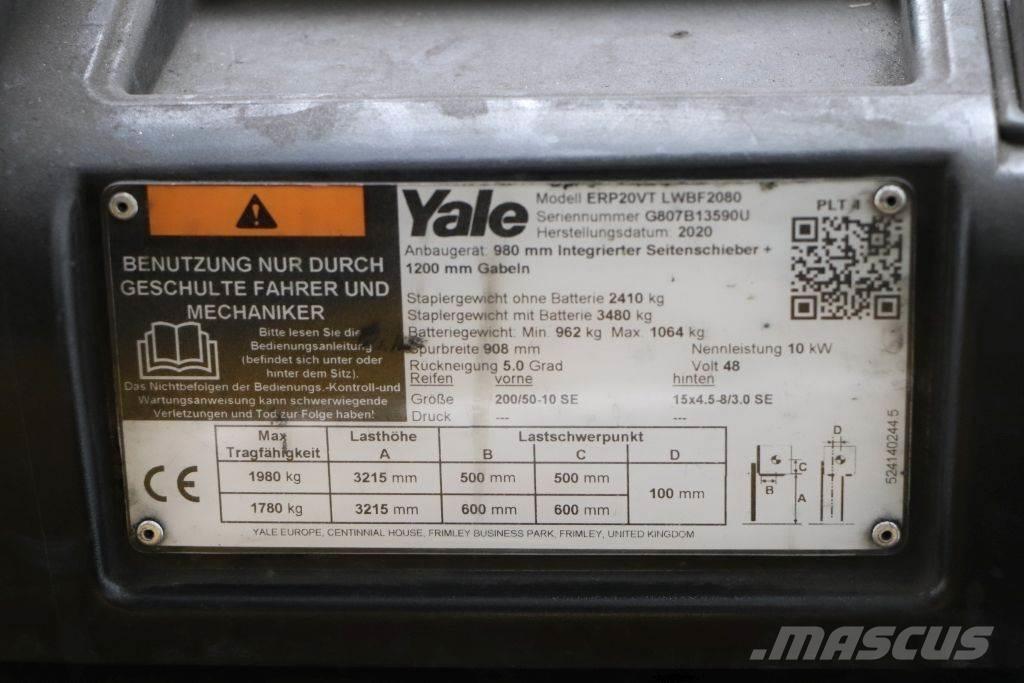 Yale
Modell ERP20VT LWBF2080
Seriennummer G807B13590U
Herstellungsdatum: 2020
PLT
Anbaugerät: 980 mm Integrierter Seitenschieber +
1200 mm Gabeln
BENUTZUNG NUR DURCH
GESCHULTE FAHRER UND
MECHANIKER
Bitte lesen Sie die
Bedienungsanleitung
(befindet sich unter oder
hinter dem Sitz).
Das Nichtbefolgen der Bedienungs.-Kontroll-und
Wartungsanweisung kann schwerwiegende
Verletzungen und Tod zur Folge haben!
Staplergewicht ohne Batterie 2410 kg
Staplergewicht mit Batterie 3480 kg
Batteriegewicht: Min. 962 kg Max. 1064 kg
Spurbreite 908 mm
Nennleistung 10 kW
Rückneigung 5.0 Grad
Volt 48
Reifen vorne hinten
Größe 200/50-10 SE 15x4.5-8/3.0 SE
Druck --- ---
524140244 5
CE
Max Tragfähigkeit Lasthöhe A Lastschwerpunkt
B C D
1980 kg 3215 mm 500 mm 500 mm 100 mm
1780 kg 3215 mm 600 mm 600 mm
B C A D
YALE EUROPE, CENTINNIAL HOUSE, FRIMLEY BUSINESS PARK, FRIMLEY, UNITED KINGDOM
MASCUS